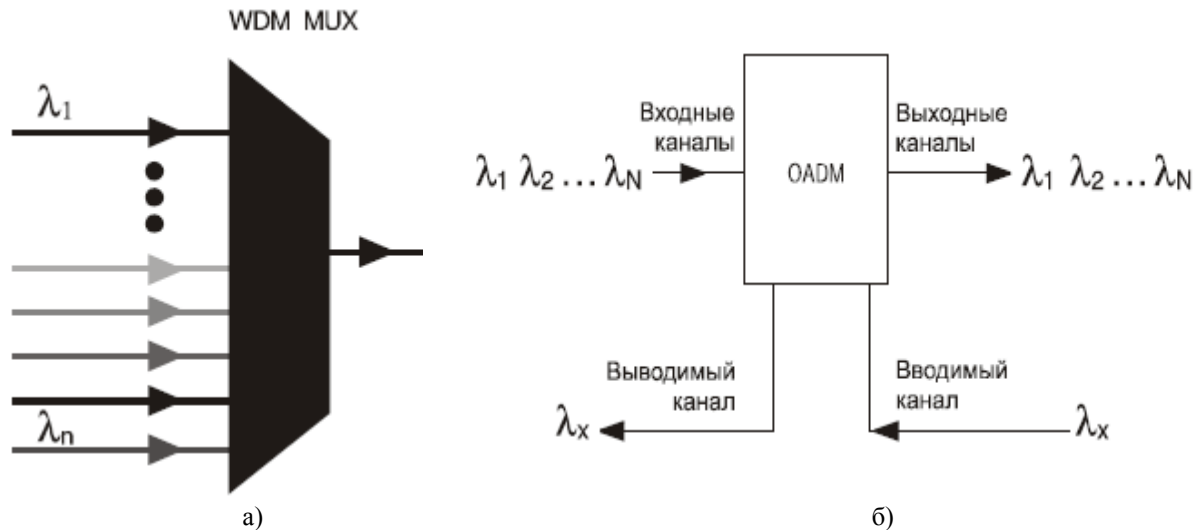 WDM MUX
λ1
λn
а)
Входные
каналы
λ1 λ2 ... λN
OADM
Выходные
каналы
λ1 λ2 ... λN
Выводимый
канал
λx
Вводимый
канал
λx
б)